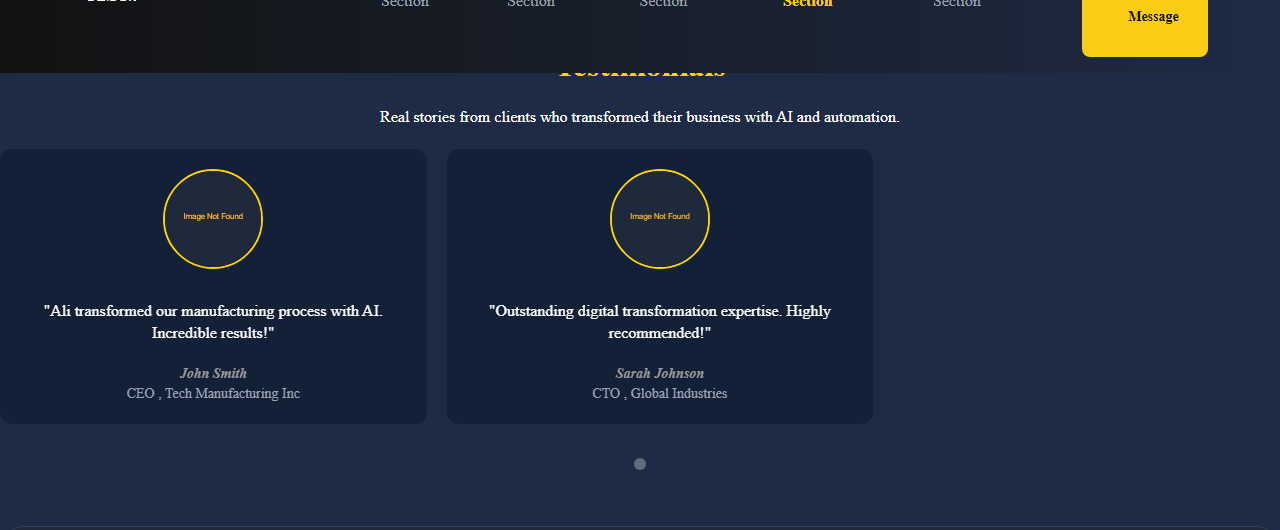 Section
Section
Section
Section
Section
Message
Testimonials
Real stories from clients who transformed their business with AI and automation.
Image Not Found
"Ali transformed our manufacturing process with AI.
Incredible results!"
John Smith
CEO , Tech Manufacturing Inc
Image Not Found
"Outstanding digital transformation expertise. Highly
recommended!"
Sarah Johnson
CTO , Global Industries